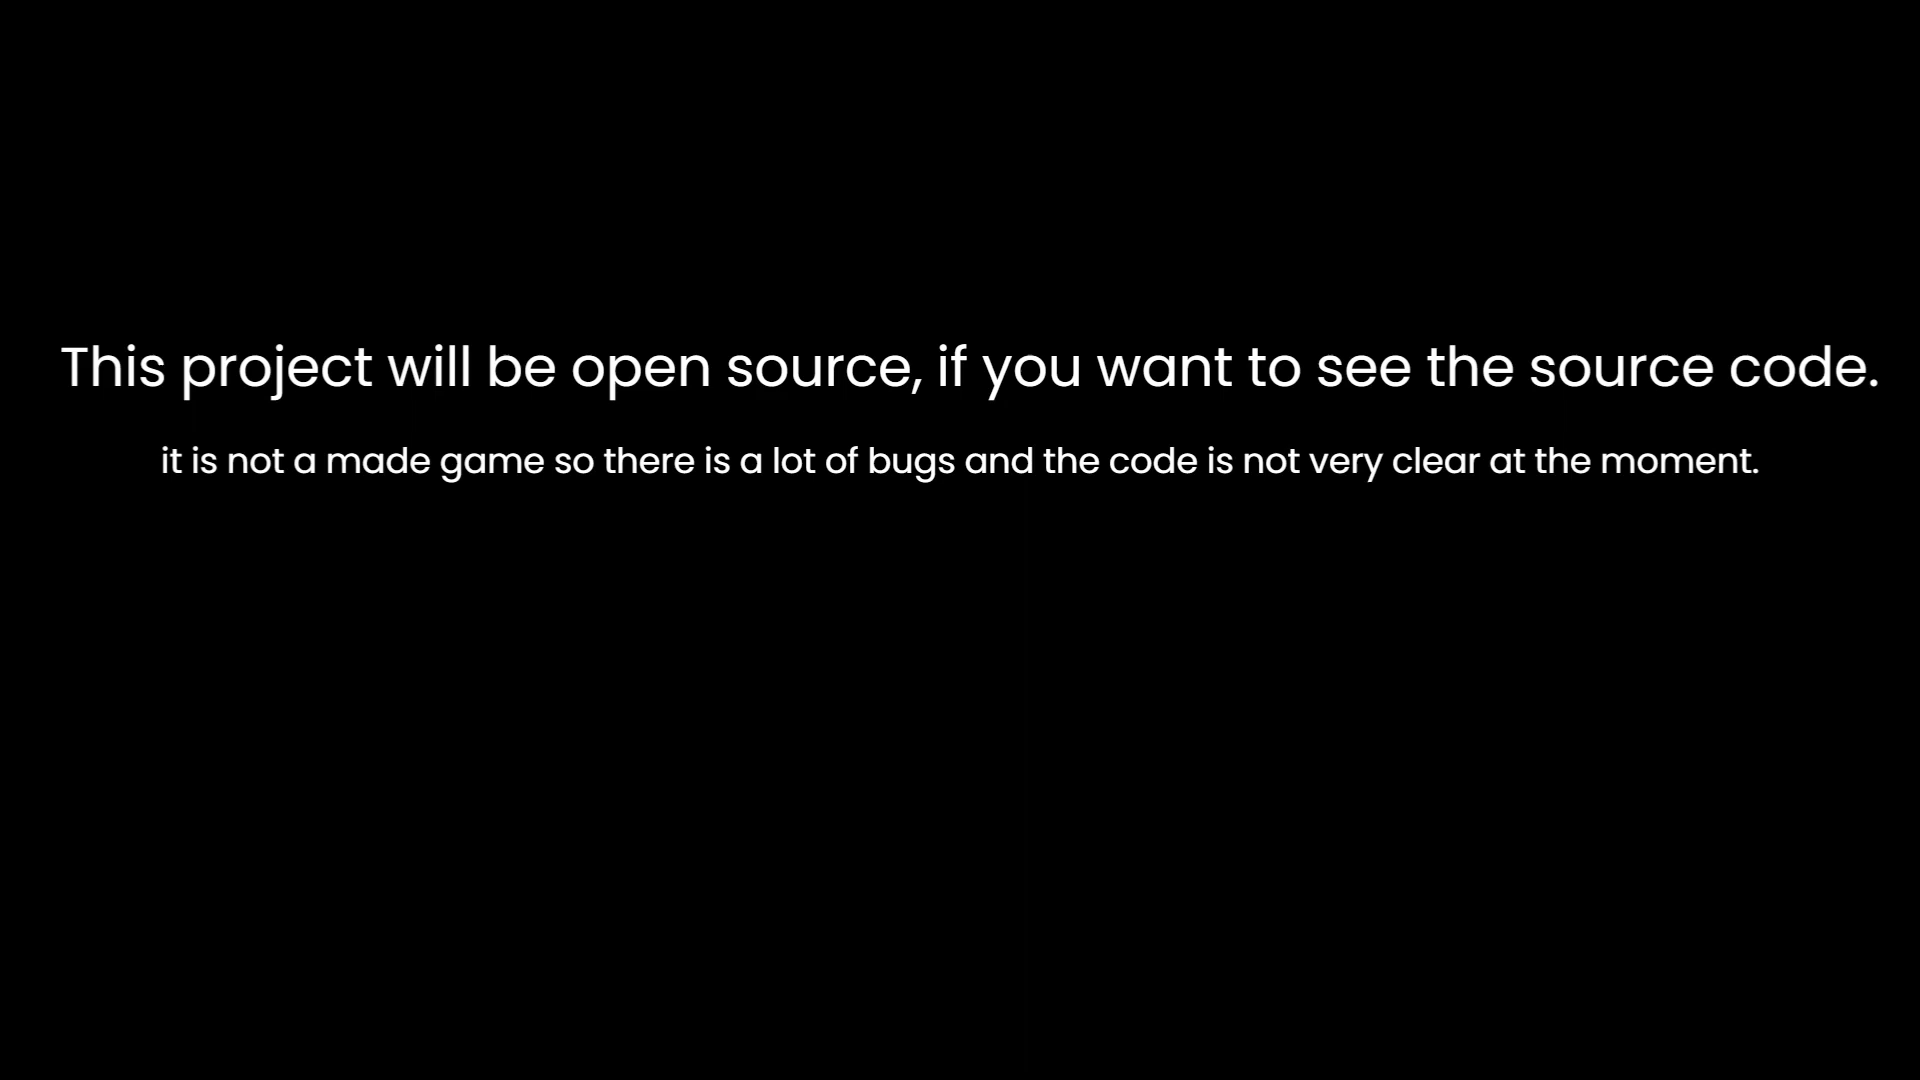 This project will be open source, if you want to see the source code.
it is not a made game so there is a lot of bugs and the code is not very clear at the moment.